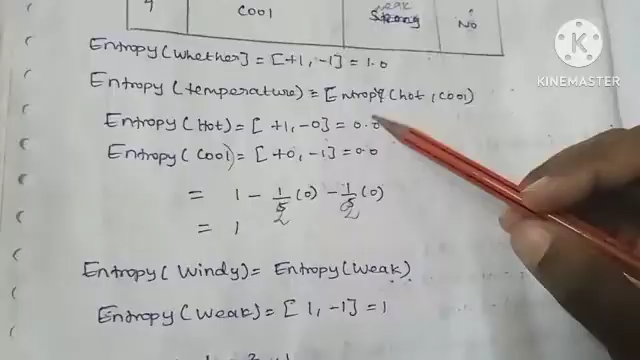 4 COOl weak Strong No
Entropy (Whether] = [+1, -1] = 1.0
Entropy (temperature) = [Entropy (hot, cool)
Entropy (Hot) = [+1, -0] = 0.0
Entropy (Cool) = [+0, -1] = 0.0
= 1 - 1/2 (0) - 1/2 (0)
= 1
Entropy (Windy) = Entropy (Weak)
Entropy (Weak) = [1, -1] = 1
KINEMASTER